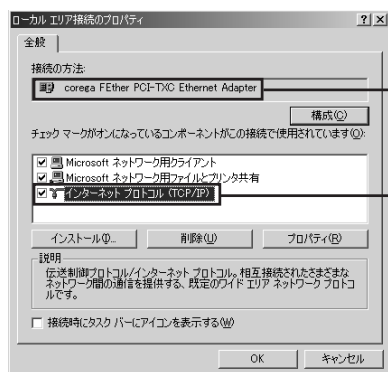 ローカル エリア接続のプロパティ
全般
接続の方法:
corega FEther PCI-TXC Ethernet Adapter
構成(C)
チェック マークがオンになっているコンポーネントがこの接続で使用されています(O):
Microsoft ネットワーク用クライアント
Microsoft ネットワーク用ファイルとプリンタ共有
インターネット プロトコル (TCP/IP)
インストール(I)...
削除(U)
プロパティ(R)
説明
伝送制御プロトコル/インターネット プロトコル。相互接続されたさまざまな
ネットワーク間の通信を提供する、既定のワイド エリア ネットワーク プロトコ
ルです。
接続時にタスク バーにアイコンを表示する(W)
OK
キャンセル